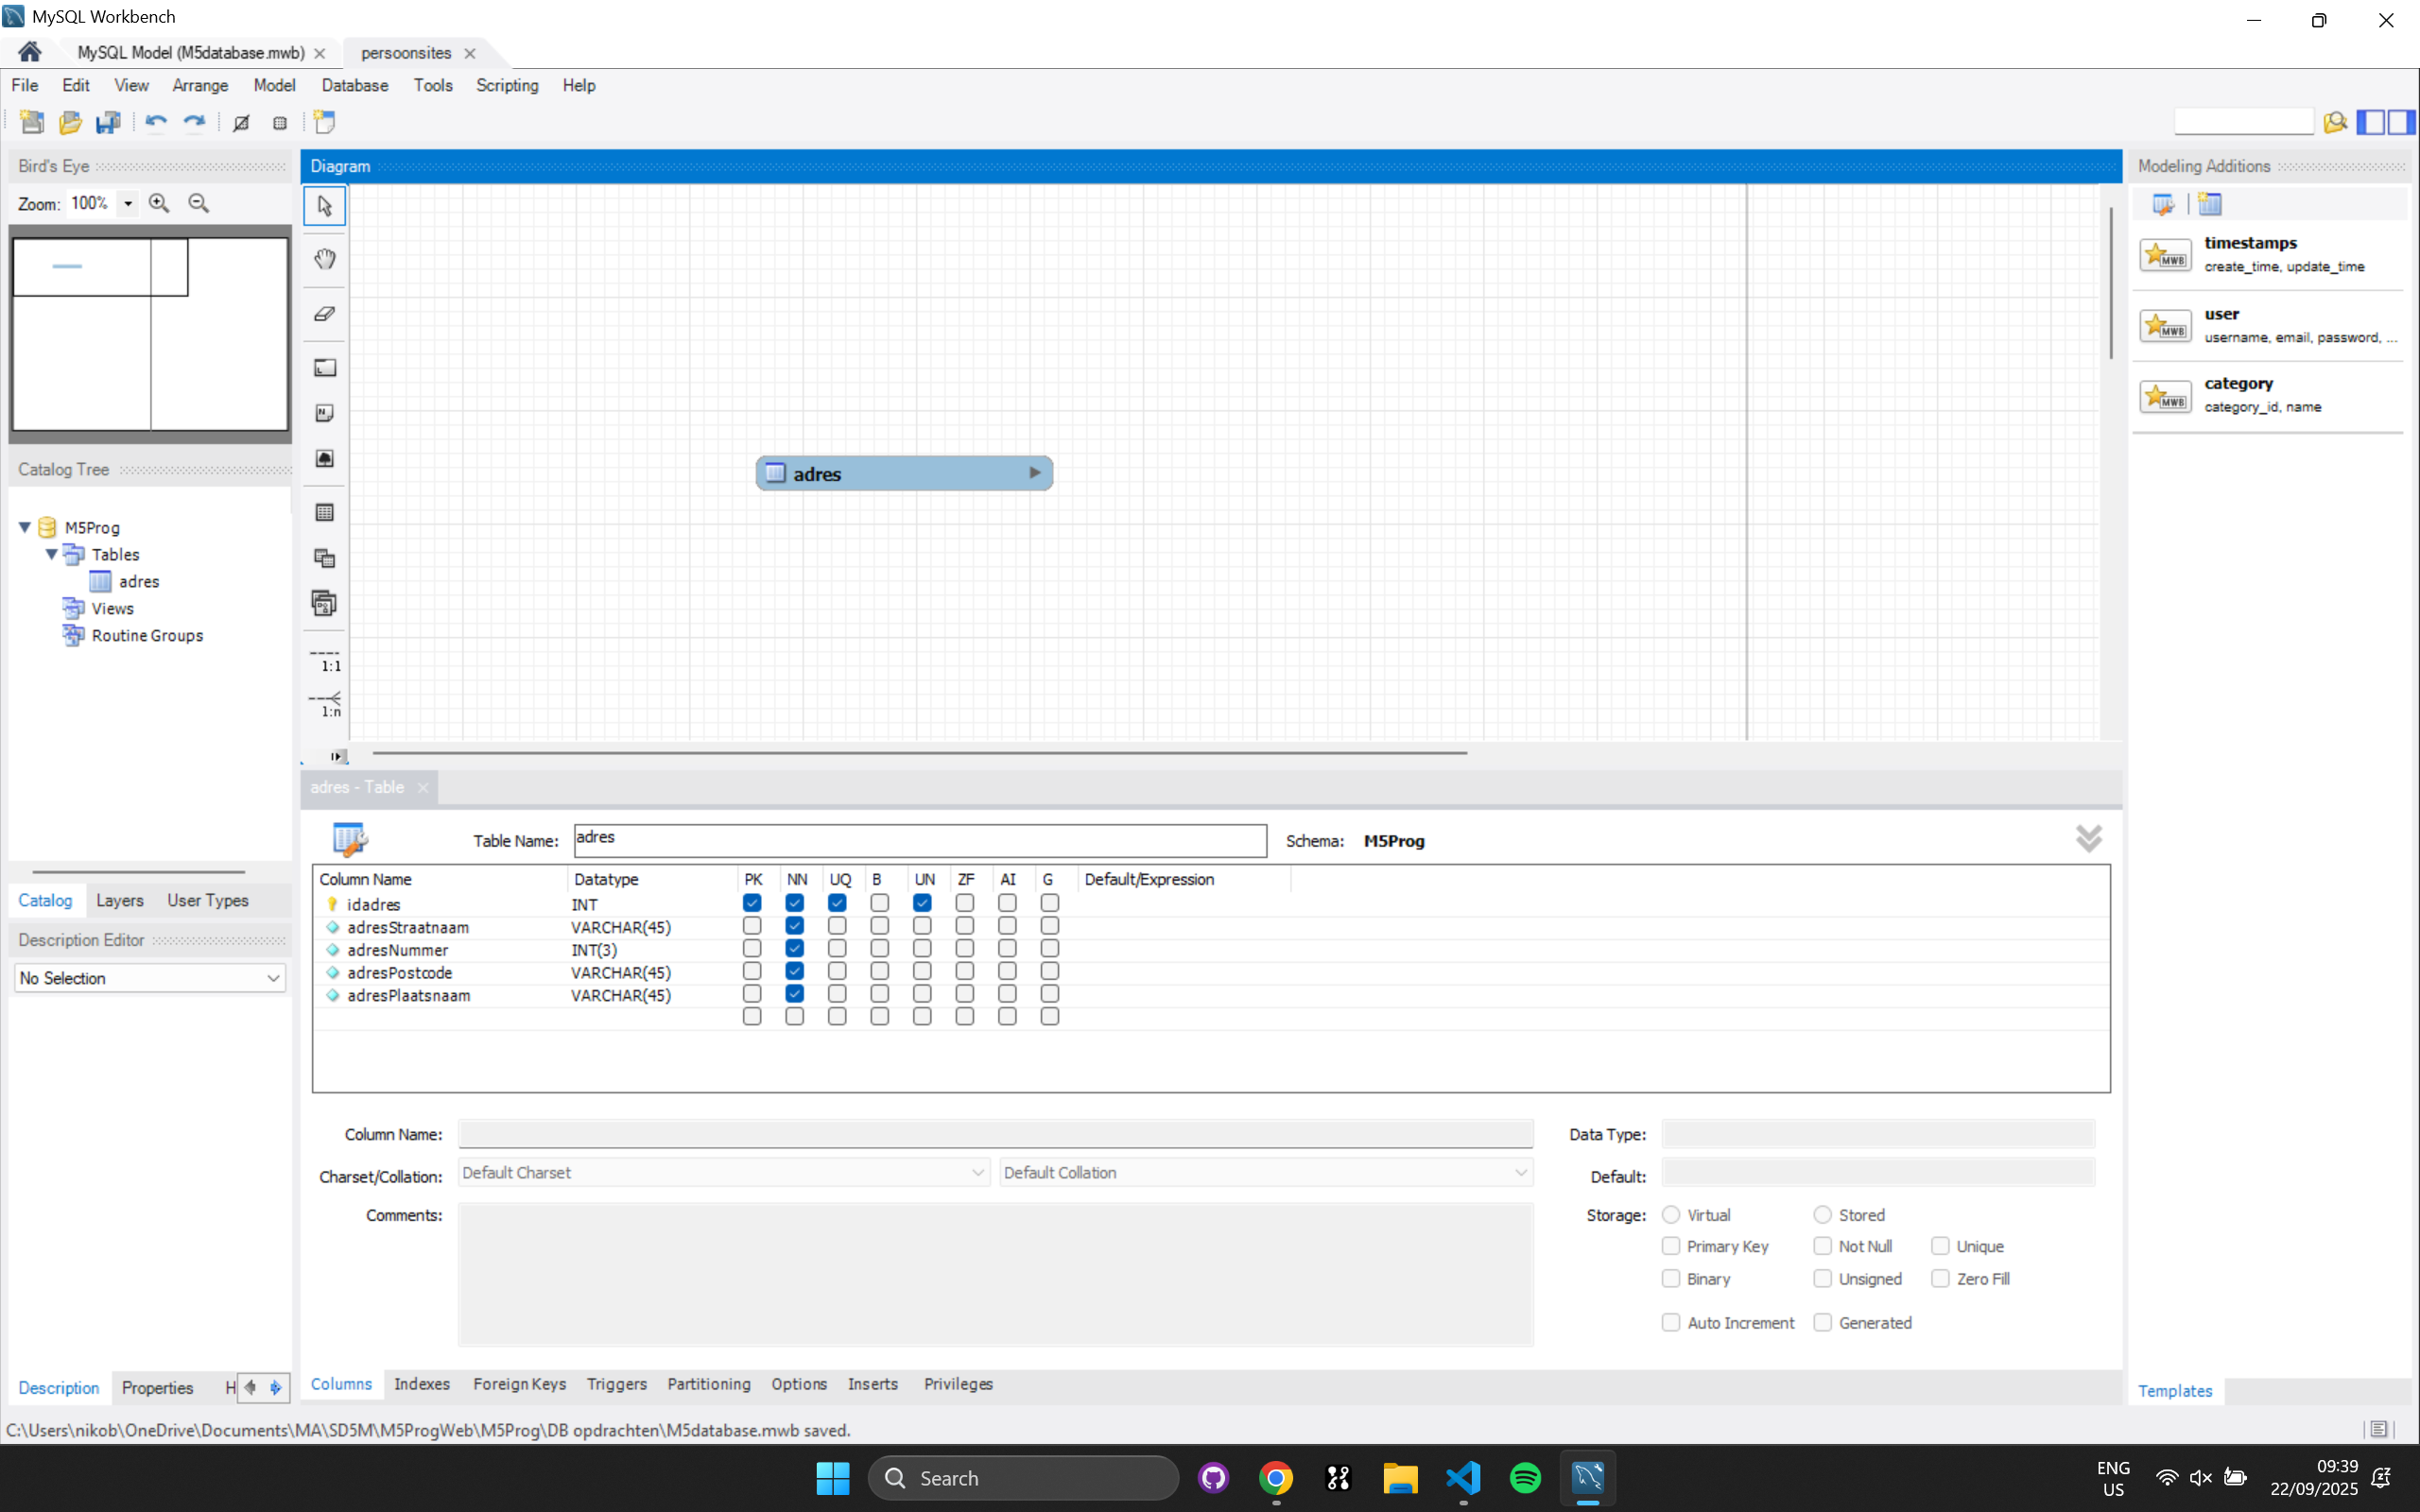 MySQL Workbench
MySQL Model (M5database.mwb)
persoonsites
File Edit View Arrange Model Database Tools Scripting Help
Bird's Eye
Zoom: 100%
Diagram
Modeling Additions
timestamps
create_time, update_time
user
username, email, password, ...
category
category_id, name
MWB
MWB
MWB
adres
Catalog Tree
M5Prog
Tables
adres
Views
Routine Groups
1:1
1:n
Catalog Layers User Types
Description Editor
No Selection
adres - Table
Table Name: adres Schema: M5Prog
Column Name Datatype PK NN UQ B UN ZF AI G Default/Expression
idadres INT
adresStraatnaam VARCHAR(45)
adresNummer INT(3)
adresPostcode VARCHAR(45)
adresPlaatsnaam VARCHAR(45)
Column Name: Data Type:
Charset/Collation: Default Charset Default Collation Default:
Comments: Storage: Virtual Stored
Primary Key Not Null Unique
Binary Unsigned Zero Fill
Auto Increment Generated
Description Properties H
Columns Indexes Foreign Keys Triggers Partitioning Options Inserts Privileges
Templates
C:\Users\nikob\OneDrive\Documents\MA\SD5M\M5ProgWeb\M5Prog\DB opdrachten\M5database.mwb saved.
Search
ENG
US
09:39
22/09/2025